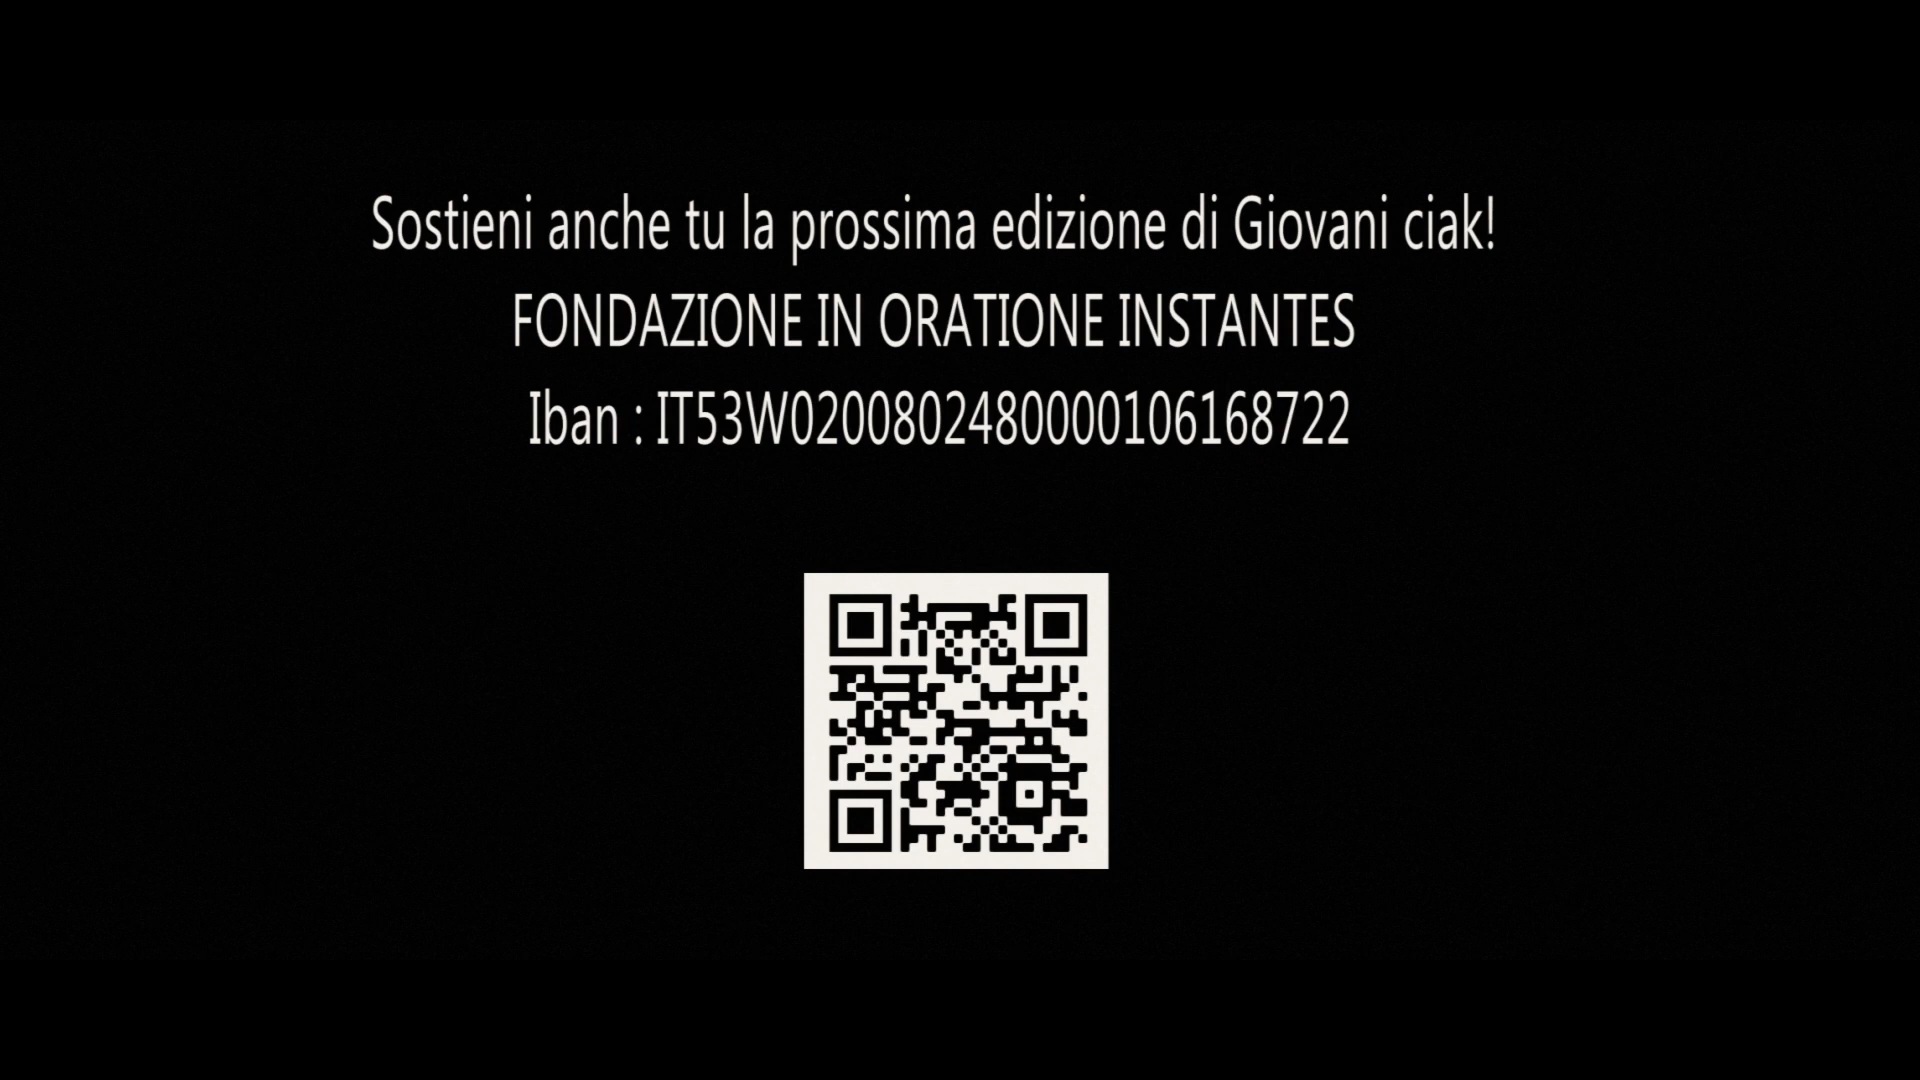 Sostieni anche tu la prossima edizione di Giovani ciak!
FONDAZIONE IN ORATIONE INSTANTES
Iban : IT53W0200802480000106168722